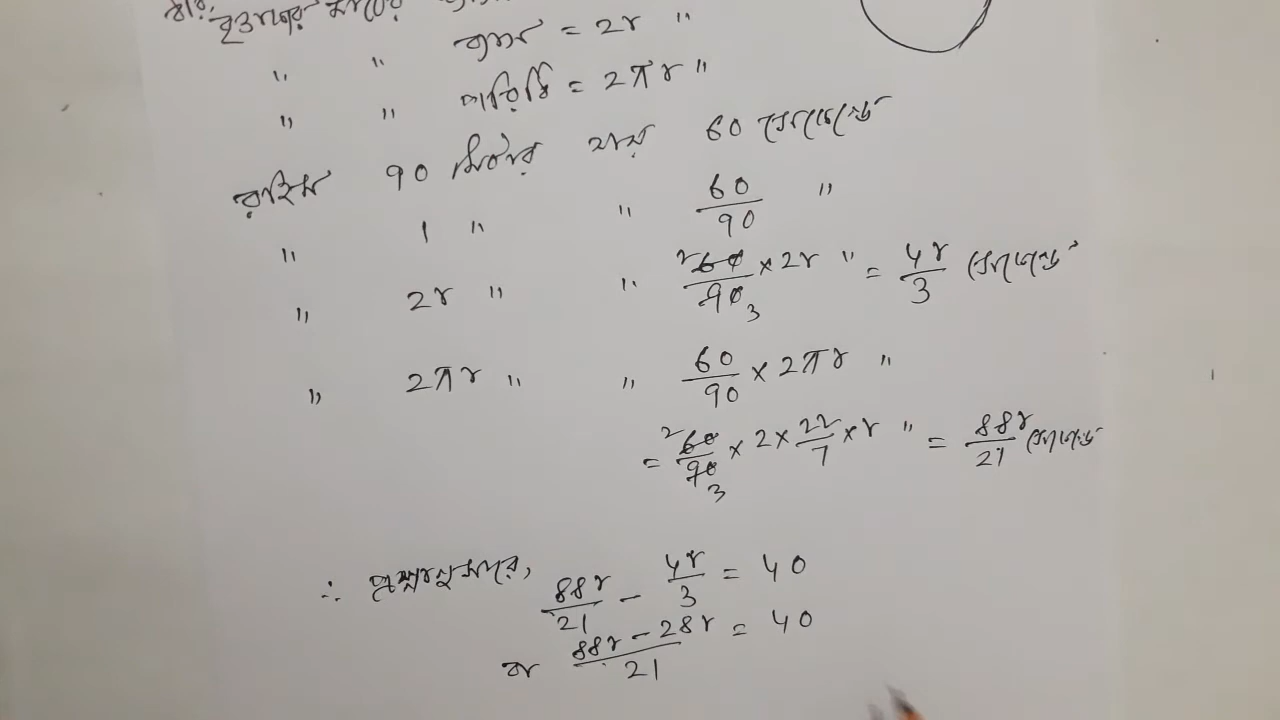 বৃত্তাকার মাঠের
" " ব্যাস = 2r "
" " পরিধি = 2πr "
রহিম 90 মিটার যায় 60 সেকেন্ডে
" 1 " " 60/90 "
" 2r " " 60/90 × 2r " = 4r/3 সেকেন্ডে
" 2πr " " 60/90 × 2πr "
= 60/90 × 2 × 22/7 × r " = 88r/21 সেকেন্ডে
∴ প্রশ্নানুসারে, 88r/21 - 4r/3 = 40
বা (88r - 28r)/21 = 40